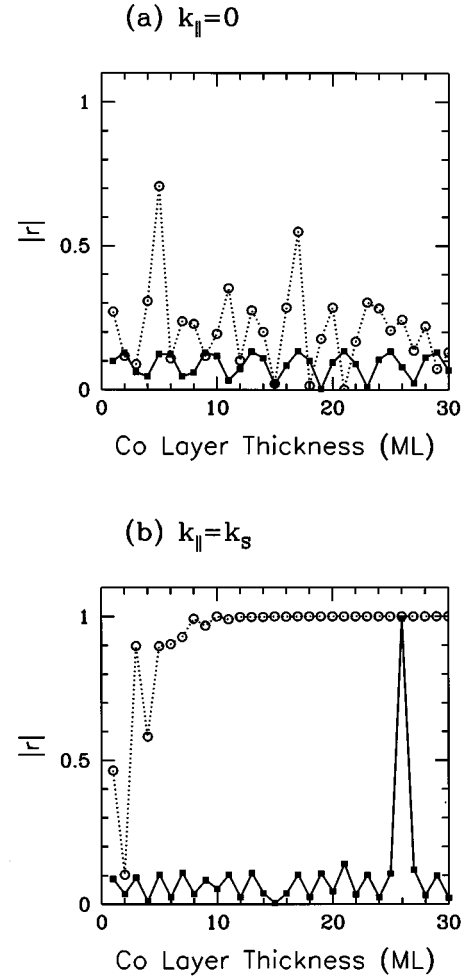 (a) k∥=0
1
0.5
0
|r|
0 10 20 30
Co Layer Thickness (ML)
(b) k∥=kS
1
0.5
0
|r|
0 10 20 30
Co Layer Thickness (ML)